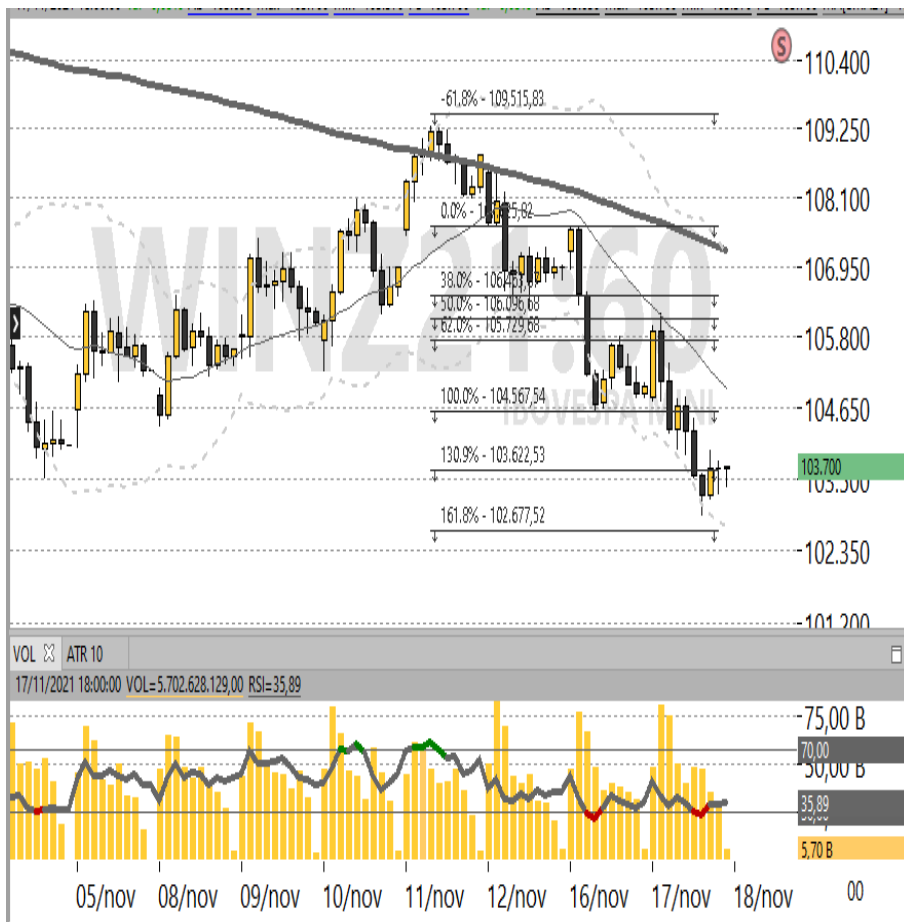 S
110.400
-61,8% - 109,515,83
109.250
108.100
0.0% -
WINZ21:60
106.950
38.0% -
50.0% - 106,096,68
62.0% - 105,729,68
105.800
100.0% - 104,567,54
104.650
IBOVESPA MINI
130.9% - 103,622,53
103.700
161.8% - 102,677,52
102.350
101.200
VOL ATR 10
17/11/2021 18:00:00 VOL=5.702.628.129,00 RSI=35,89
75,00 B
70,00
50,00 B
35,89
5,70 B
05/nov 08/nov 09/nov 10/nov 11/nov 12/nov 16/nov 17/nov 18/nov 00